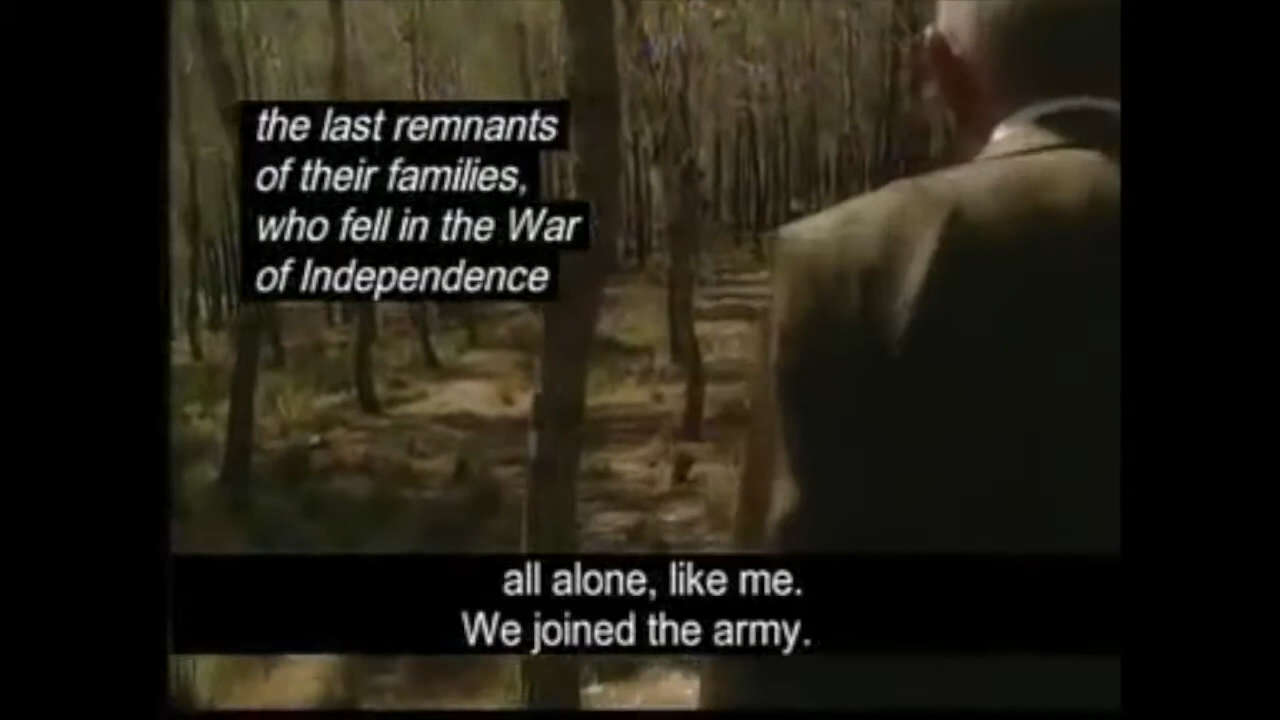 the last remnants
of their families,
who fell in the War
of Independence
all alone, like me.
We joined the army.